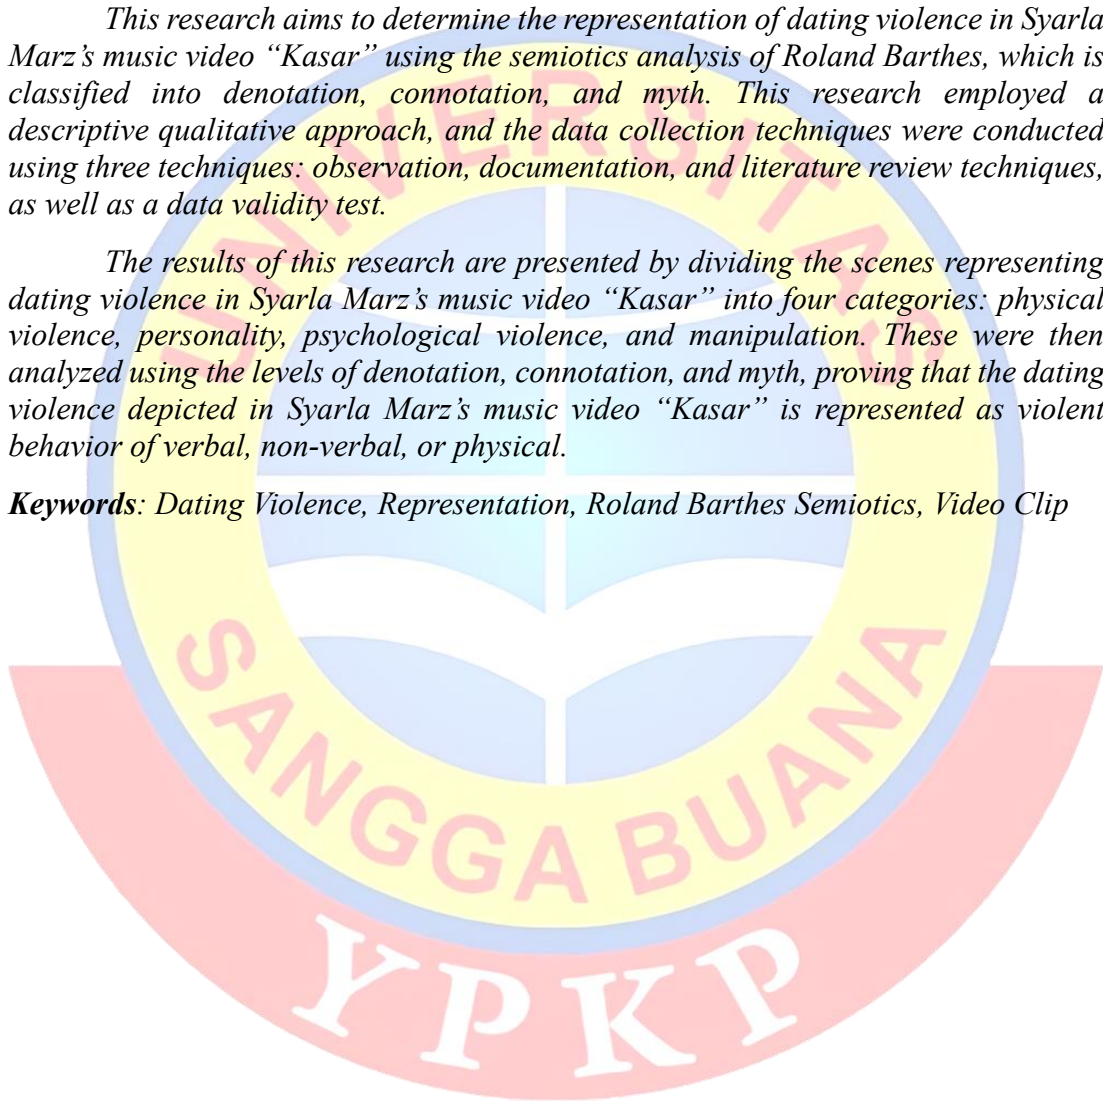 This research aims to determine the representation of dating violence in Syarla
Marz’s music video “Kasar” using the semiotics analysis of Roland Barthes, which is
classified into denotation, connotation, and myth. This research employed a
descriptive qualitative approach, and the data collection techniques were conducted
using three techniques: observation, documentation, and literature review techniques,
as well as a data validity test.
The results of this research are presented by dividing the scenes representing
dating violence in Syarla Marz’s music video “Kasar” into four categories: physical
violence, personality, psychological violence, and manipulation. These were then
analyzed using the levels of denotation, connotation, and myth, proving that the dating
violence depicted in Syarla Marz’s music video “Kasar” is represented as violent
behavior of verbal, non-verbal, or physical.
Keywords: Dating Violence, Representation, Roland Barthes Semiotics, Video Clip
UNIVERSITAS
SANGGA BUANA
YPKP